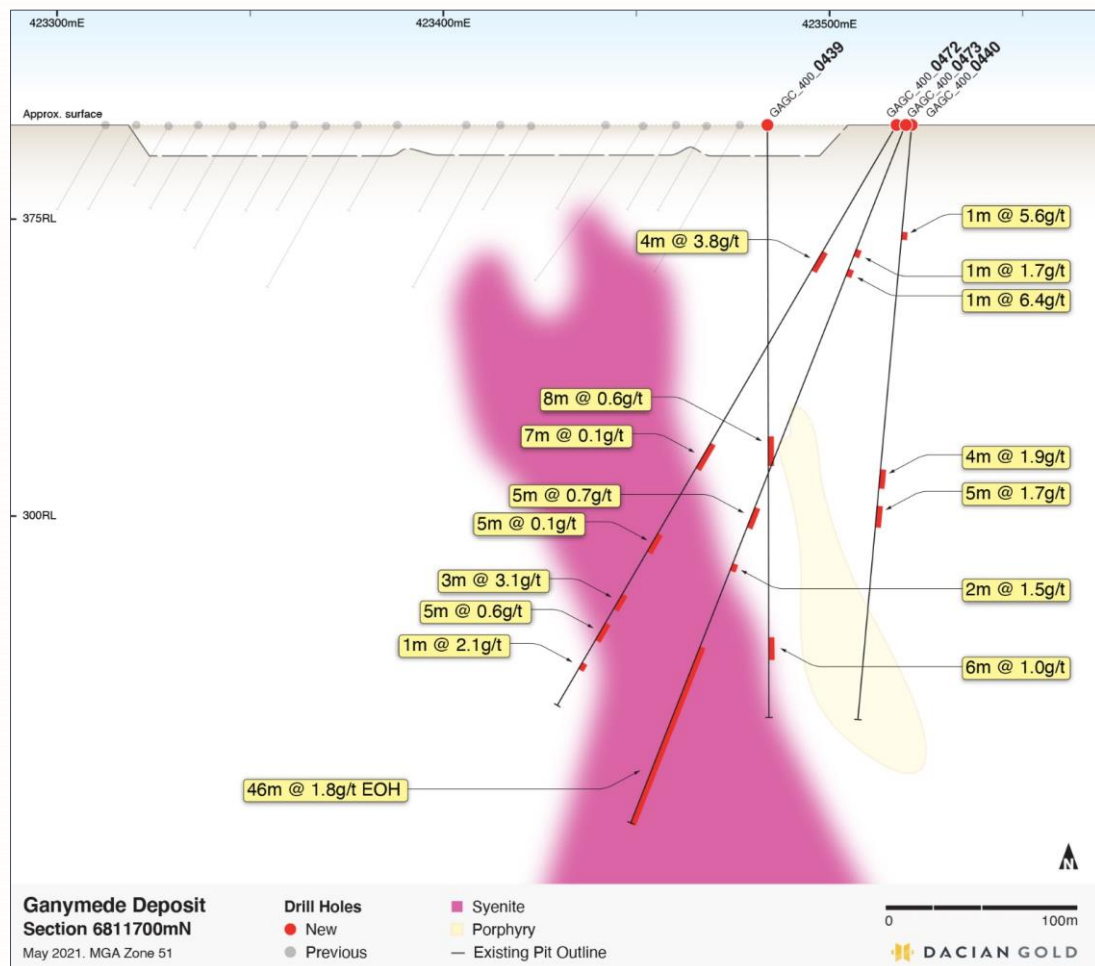 423300mE
423400mE
423500mE
GAGC_400_0439
GAGC_400_0472
GAGC_400_0473
GAGC_400_0440
Approx. surface
375RL
300RL
4m @ 3.8g/t
1m @ 5.6g/t
1m @ 1.7g/t
1m @ 6.4g/t
8m @ 0.6g/t
7m @ 0.1g/t
4m @ 1.9g/t
5m @ 0.7g/t
5m @ 1.7g/t
5m @ 0.1g/t
3m @ 3.1g/t
2m @ 1.5g/t
5m @ 0.6g/t
1m @ 2.1g/t
6m @ 1.0g/t
46m @ 1.8g/t EOH
N
Ganymede Deposit
Section 6811700mN
May 2021. MGA Zone 51
Drill Holes
New
Previous
Syenite
Porphyry
Existing Pit Outline
0 100m
DACIAN GOLD